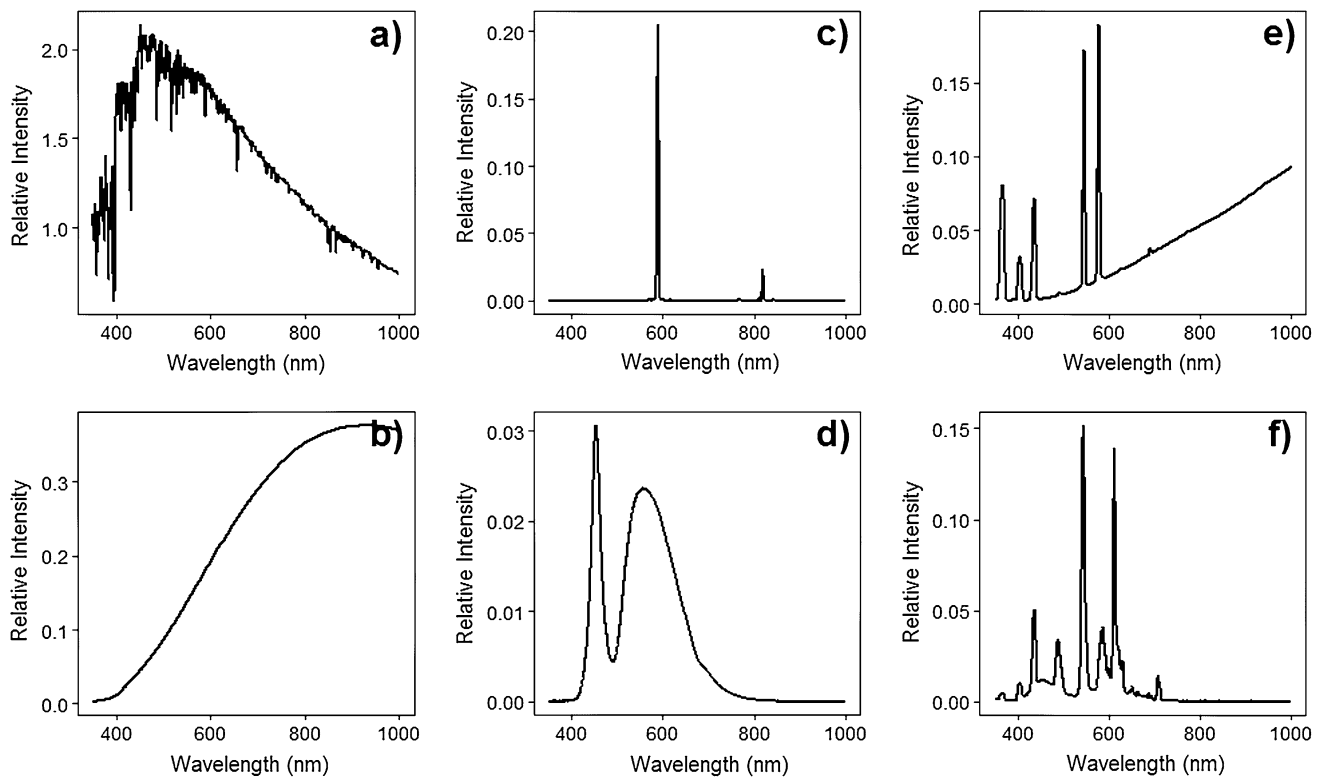 a)
2.0
1.5
1.0
Relative Intensity
400 600 800 1000
Wavelength (nm)
c)
0.20
0.15
0.10
0.05
0.00
Relative Intensity
400 600 800 1000
Wavelength (nm)
e)
0.15
0.10
0.05
0.00
Relative Intensity
400 600 800 1000
Wavelength (nm)
b)
0.3
0.2
0.1
0.0
Relative Intensity
400 600 800 1000
Wavelength (nm)
d)
0.03
0.02
0.01
0.00
Relative Intensity
400 600 800 1000
Wavelength (nm)
f)
0.15
0.10
0.05
0.00
Relative Intensity
400 600 800 1000
Wavelength (nm)